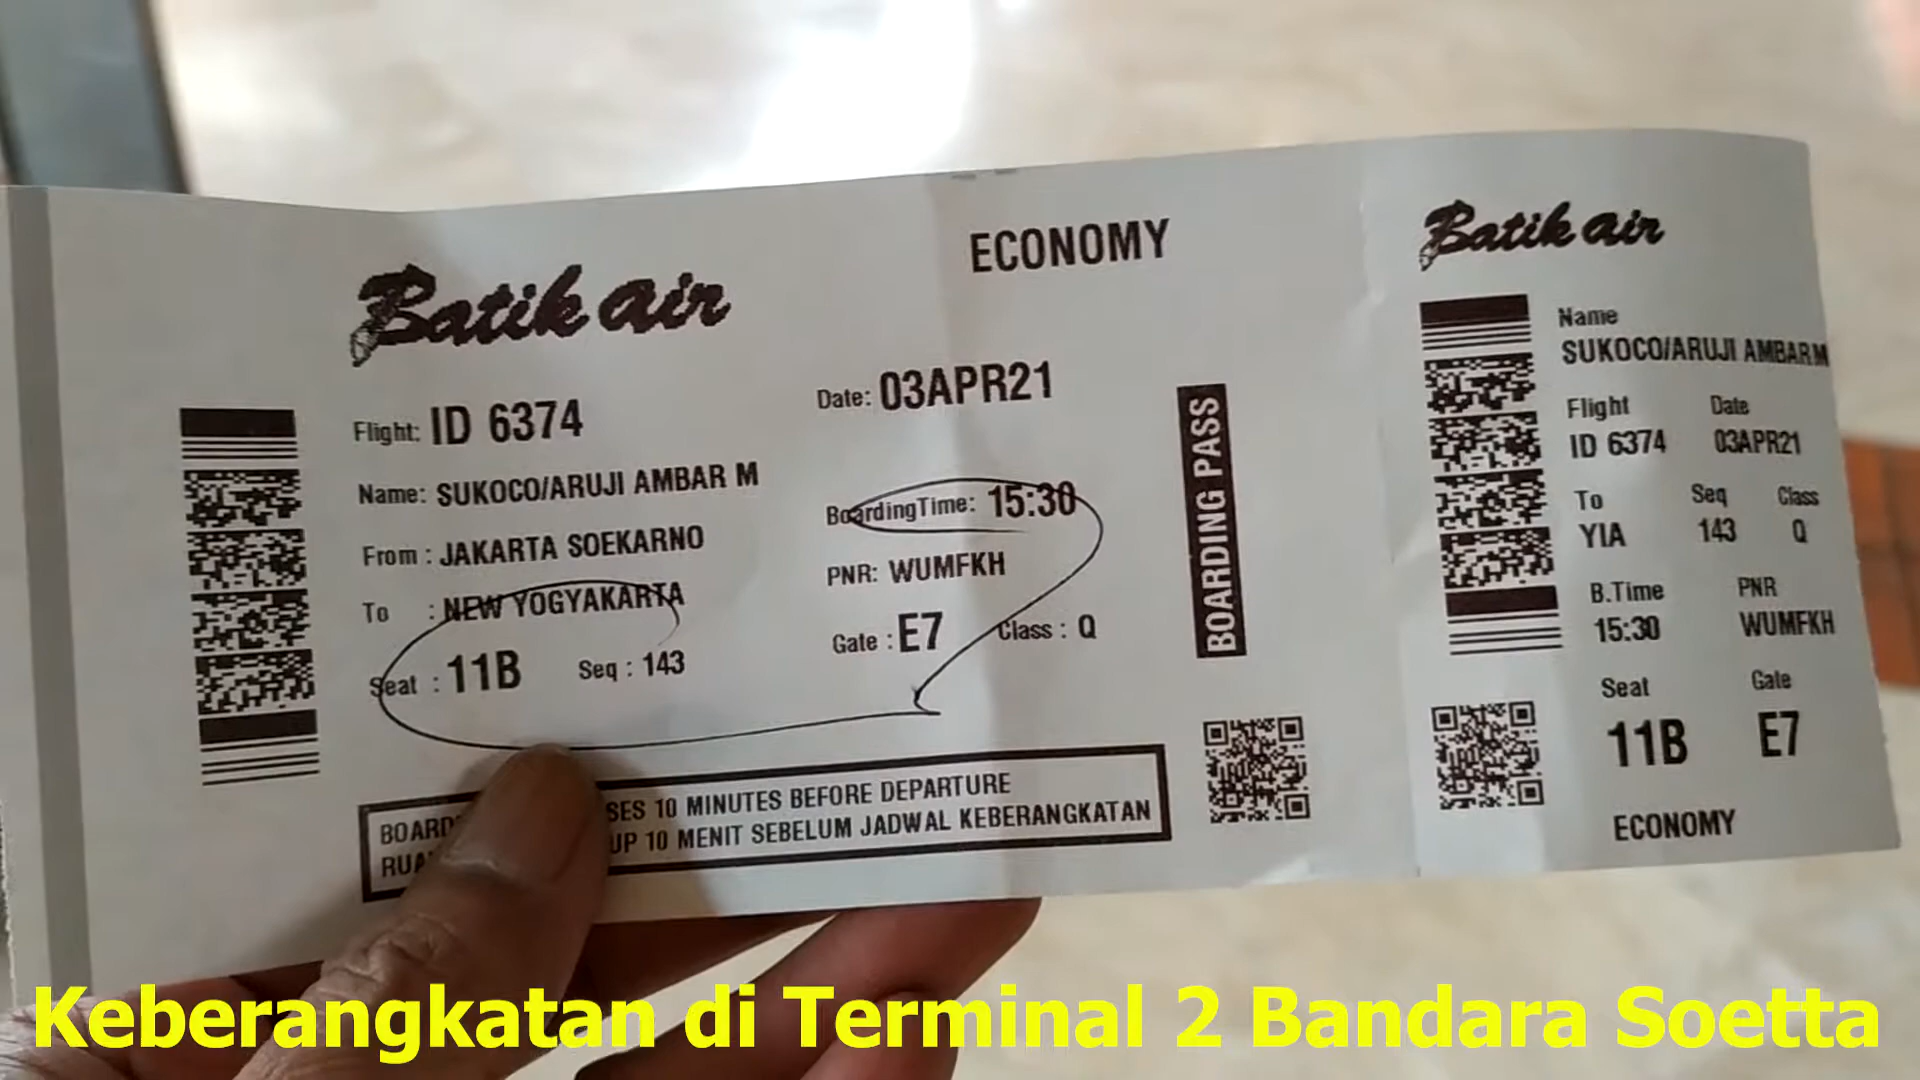 Batik air
ECONOMY
Flight: ID 6374
Date: 03APR21
Name: SUKOCO/ARUJI AMBAR M
BoardingTime: 15:30
From : JAKARTA SOEKARNO
PNR: WUMFKH
To : NEW YOGYAKARTA
Gate : E7 Class : Q
Seat : 11B Seq : 143
BOARDING PASS
10 MINUTES BEFORE DEPARTURE
10 MENIT SEBELUM JADWAL KEBERANGKATAN
Batik air
Name
SUKOCO/ARUJI AMBAR M
Flight Date
ID 6374 03APR21
To Seq Class
YIA 143 Q
B.Time PNR
15:30 WUMFKH
Seat Gate
11B E7
ECONOMY
Keberangkatan di Terminal 2 Bandara Soetta